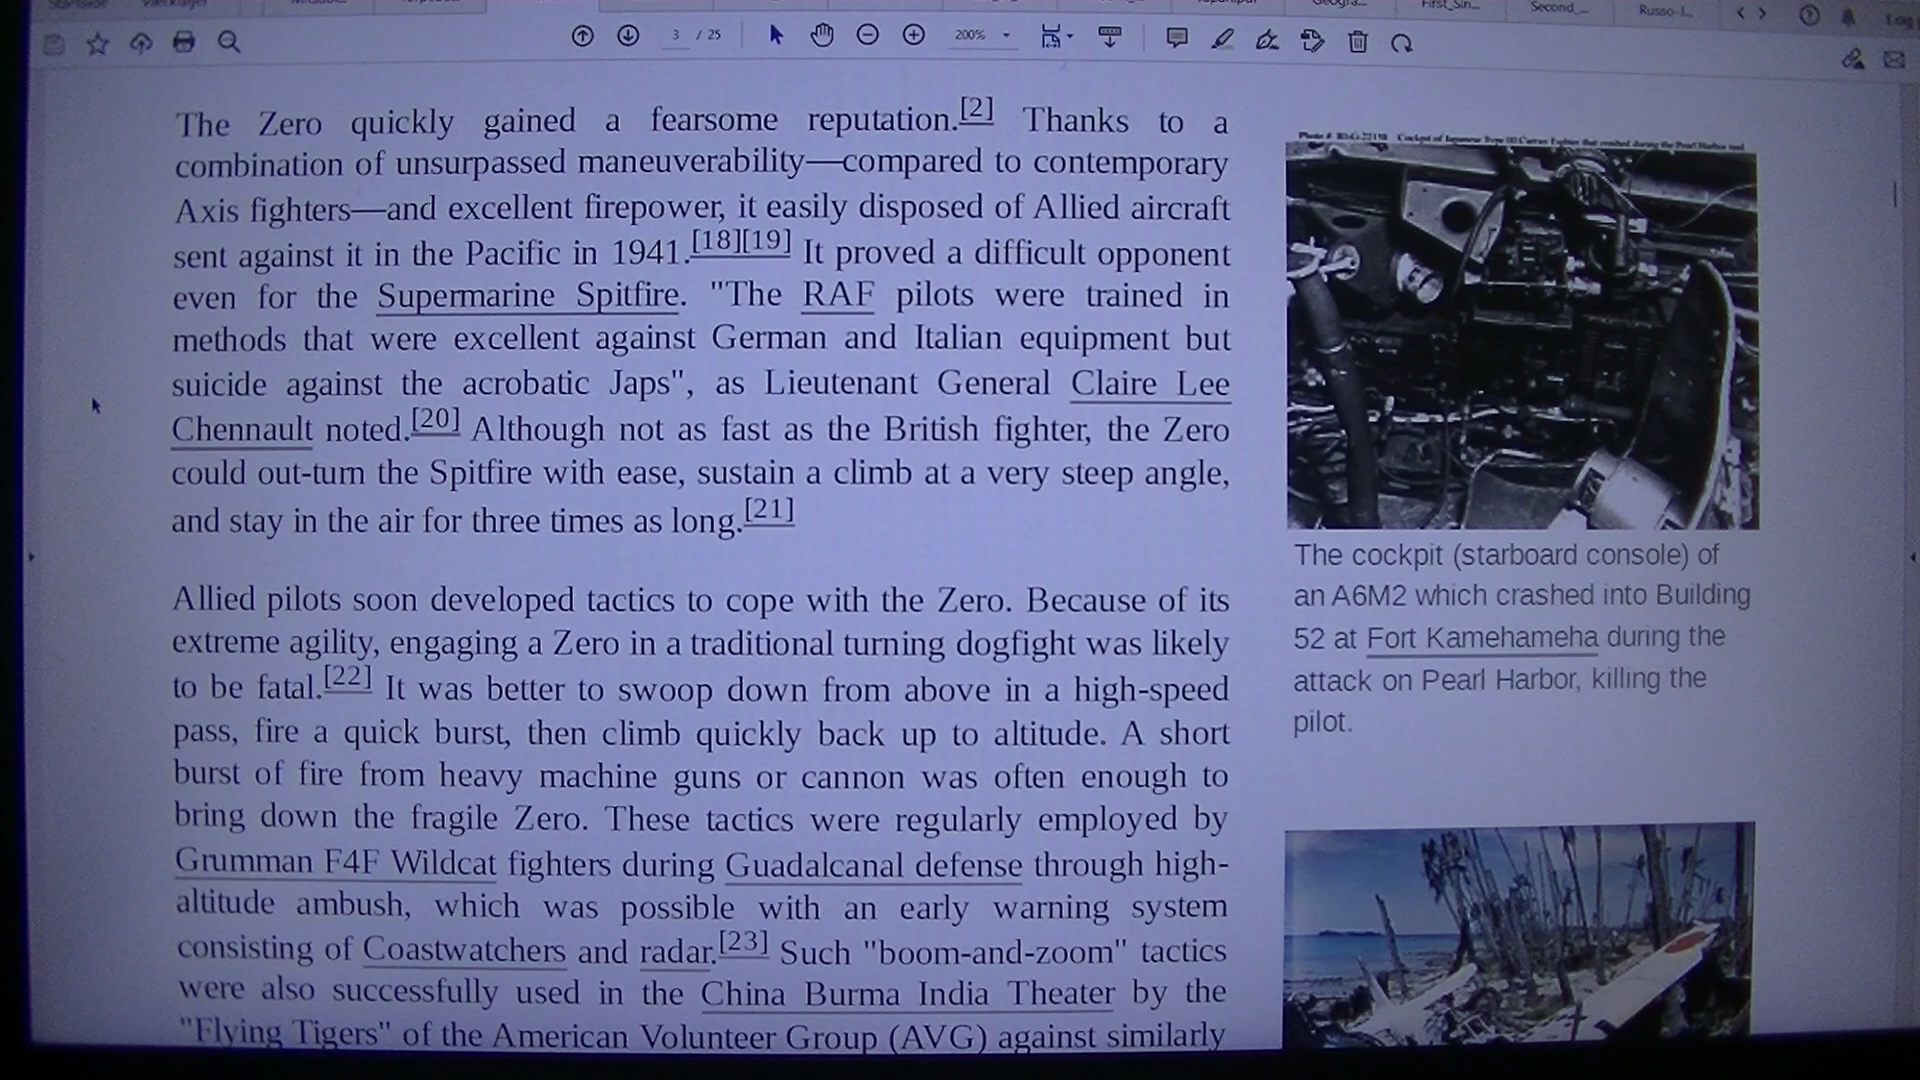 First_Sin...
Second_...
Russo-J...
3 / 25
200%
The Zero quickly gained a fearsome reputation.[2] Thanks to a
combination of unsurpassed maneuverability—compared to contemporary
Axis fighters—and excellent firepower, it easily disposed of Allied aircraft
sent against it in the Pacific in 1941.[18][19] It proved a difficult opponent
even for the Supermarine Spitfire. "The RAF pilots were trained in
methods that were excellent against German and Italian equipment but
suicide against the acrobatic Japs", as Lieutenant General Claire Lee
Chennault noted.[20] Although not as fast as the British fighter, the Zero
could out-turn the Spitfire with ease, sustain a climb at a very steep angle,
and stay in the air for three times as long.[21]
Allied pilots soon developed tactics to cope with the Zero. Because of its
extreme agility, engaging a Zero in a traditional turning dogfight was likely
to be fatal.[22] It was better to swoop down from above in a high-speed
pass, fire a quick burst, then climb quickly back up to altitude. A short
burst of fire from heavy machine guns or cannon was often enough to
bring down the fragile Zero. These tactics were regularly employed by
Grumman F4F Wildcat fighters during Guadalcanal defense through high-
altitude ambush, which was possible with an early warning system
consisting of Coastwatchers and radar.[23] Such "boom-and-zoom" tactics
were also successfully used in the China Burma India Theater by the
"Flying Tigers" of the American Volunteer Group (AVG) against similarly
The cockpit (starboard console) of
an A6M2 which crashed into Building
52 at Fort Kamehameha during the
attack on Pearl Harbor, killing the
pilot.